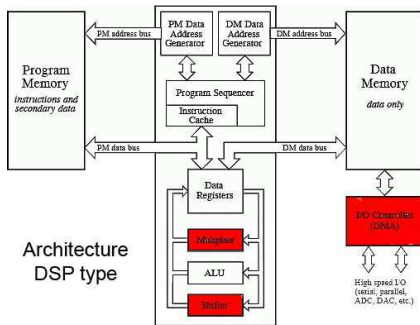 PM Data
Address
Generator
DM Data
Address
Generator
PM address bus
DM address bus
Program
Memory
instructions and
secondary data
Program Sequencer
Instruction
Cache
Data
Memory
data only
PM data bus
DM data bus
Data
Registers
Muliplier
ALU
Shifter
I/O Controller
(DMA)
High speed I/O
(serial, parallel,
ADC, DAC, etc.)
Architecture
DSP type